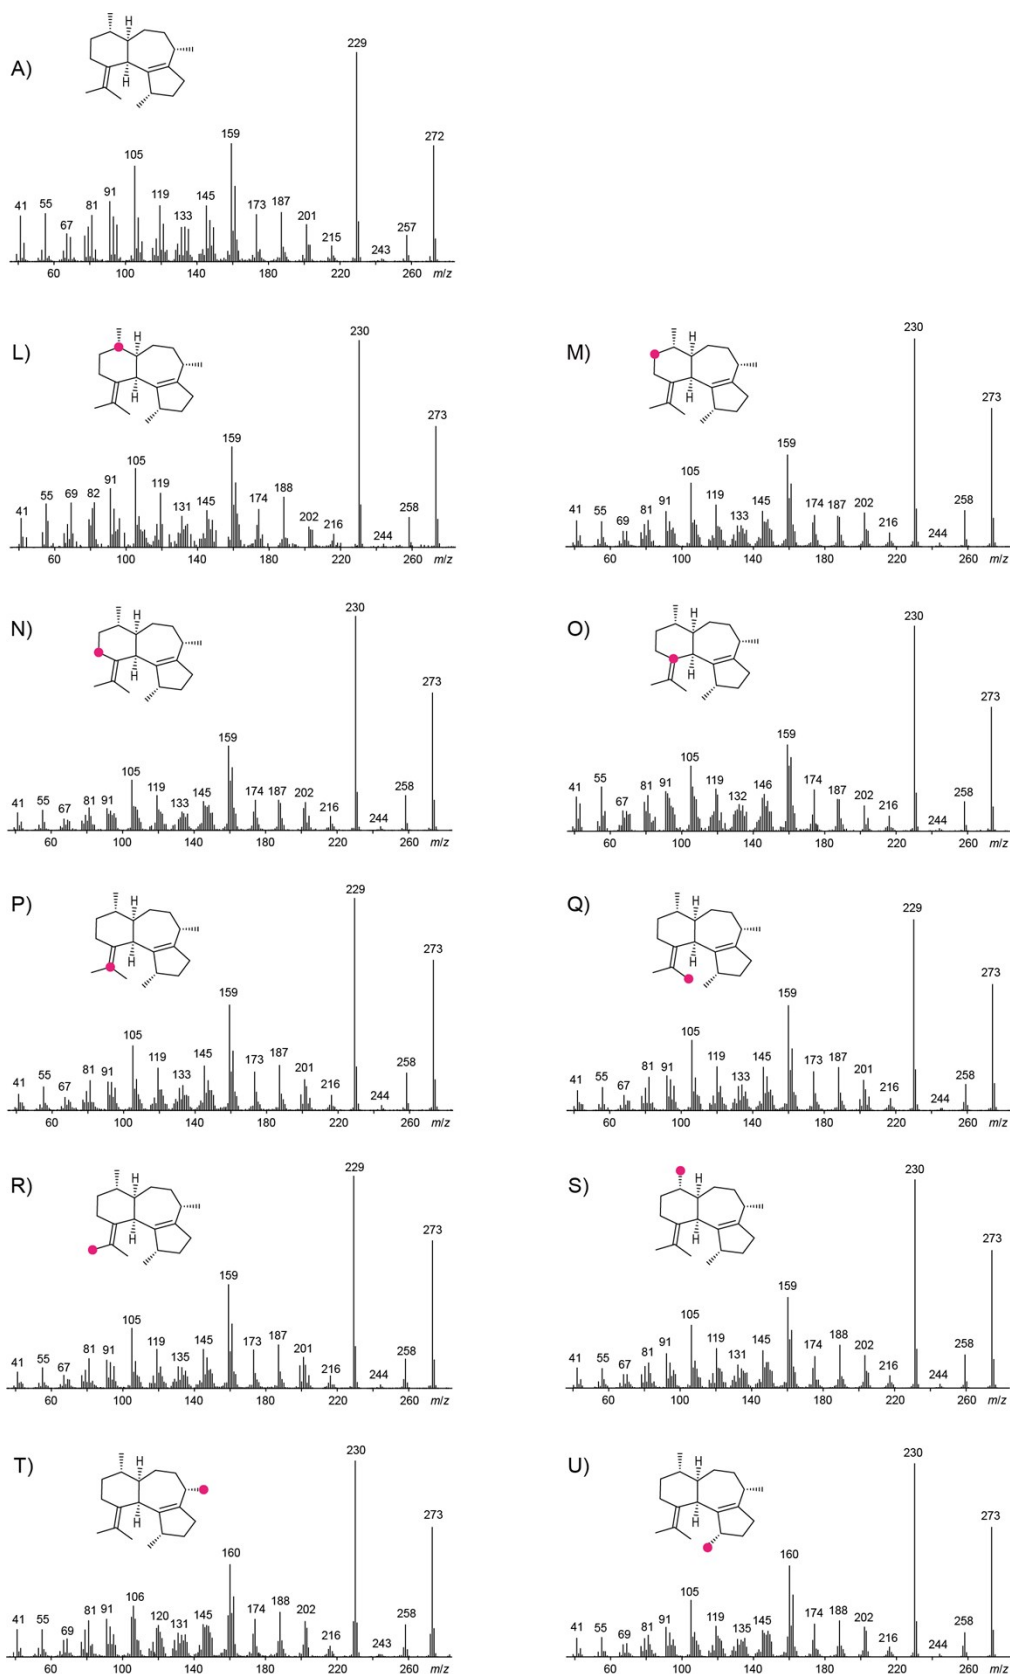 A)
H
H
41 55 67 81 91 105 119 133 145 159 173 187 201 215 229 243 257 272
60 100 140 180 220 260 m/z
L)
H
H
41 55 69 82 91 105 119 131 145 159 174 188 202 216 230 244 258 273
60 100 140 180 220 260 m/z
M)
H
H
41 55 69 81 91 105 119 133 145 159 174 187 202 216 230 244 258 273
60 100 140 180 220 260 m/z
N)
H
H
41 55 67 81 91 105 119 133 145 159 174 187 202 216 230 244 258 273
60 100 140 180 220 260 m/z
O)
H
H
41 55 67 81 91 105 119 132 146 159 174 187 202 216 230 244 258 273
60 100 140 180 220 260 m/z
P)
H
H
41 55 67 81 91 105 119 133 145 159 173 187 201 216 229 244 258 273
60 100 140 180 220 260 m/z
Q)
H
H
41 55 67 81 91 105 119 133 145 159 173 187 201 216 229 244 258 273
60 100 140 180 220 260 m/z
R)
H
H
41 55 67 81 91 105 119 135 145 159 173 187 201 216 229 244 258 273
60 100 140 180 220 260 m/z
S)
H
H
41 55 67 81 91 105 119 131 145 159 174 188 202 216 230 244 258 273
60 100 140 180 220 260 m/z
T)
H
H
41 55 69 81 91 106 120 131 145 160 174 188 202 216 230 243 258 273
60 100 140 180 220 260 m/z
U)
H
H
41 55 69 81 91 105 119 135 145 160 174 188 202 216 230 244 258 273
60 100 140 180 220 260 m/z